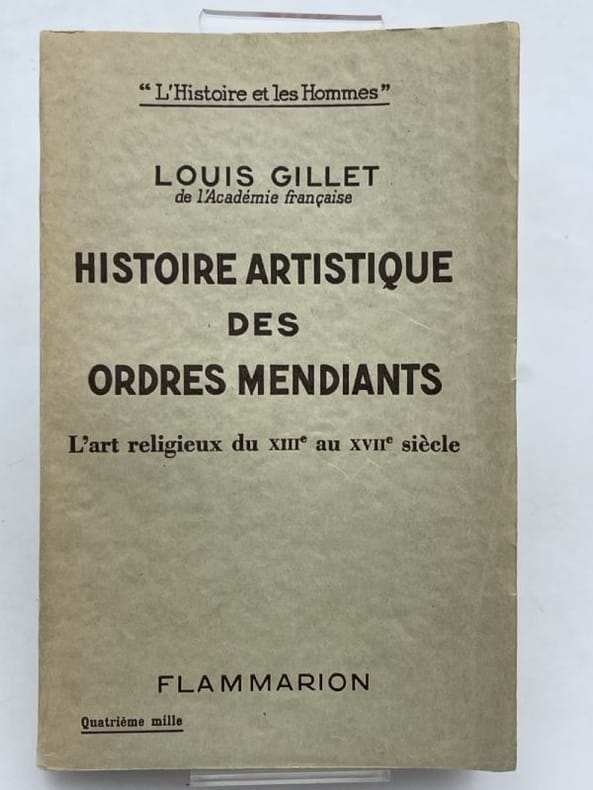 “L'Histoire et les Hommes”
LOUIS GILLET
de l'Académie française
HISTOIRE ARTISTIQUE
DES
ORDRES MENDIANTS
L'art religieux du XIIIe au XVIIe siècle
FLAMMARION
Quatrième mille